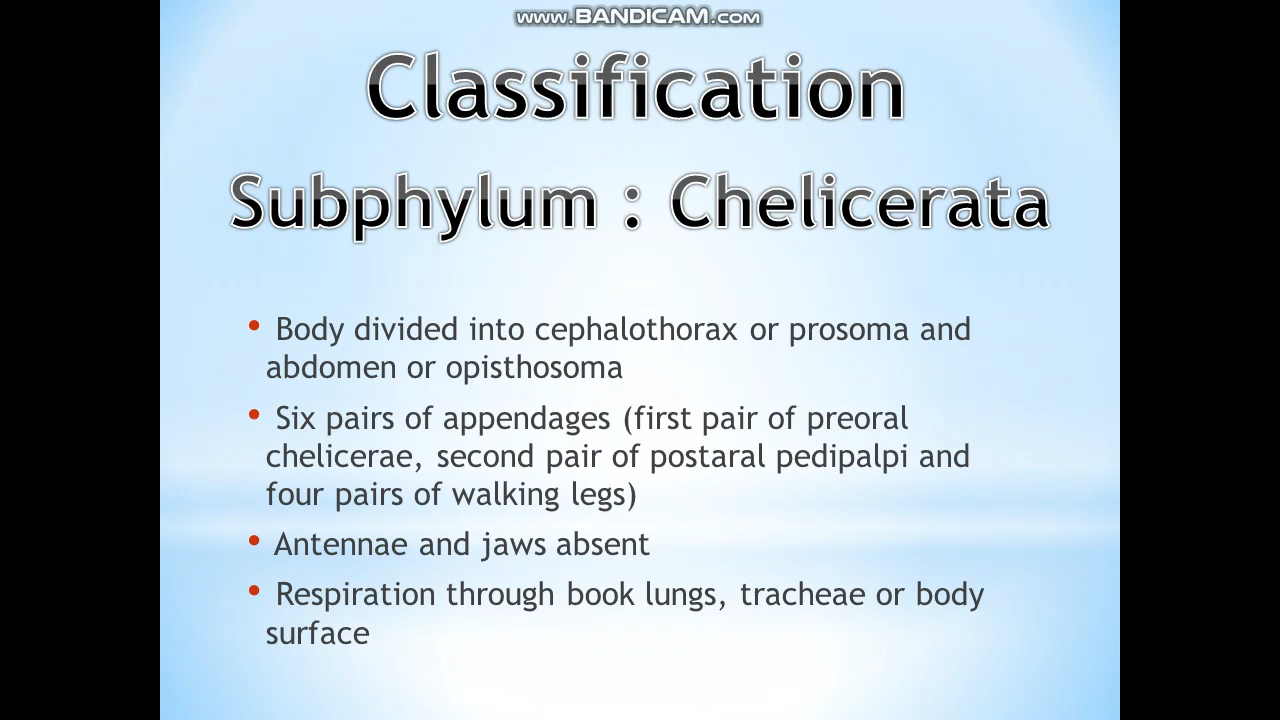 www.BANDICAM.com
Classification
Subphylum : Chelicerata
• Body divided into cephalothorax or prosoma and
abdomen or opisthosoma
• Six pairs of appendages (first pair of preoral
chelicerae, second pair of postaral pedipalpi and
four pairs of walking legs)
• Antennae and jaws absent
• Respiration through book lungs, tracheae or body
surface